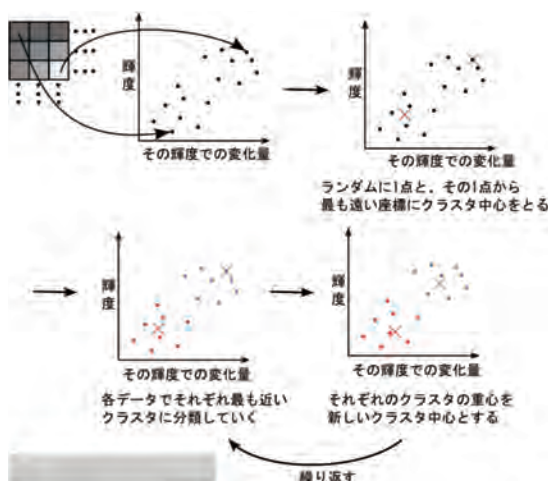 輝度
その輝度での変化量
輝度
その輝度での変化量
ランダムに1点と、その1点から
最も遠い座標にクラスタ中心をとる
輝度
その輝度での変化量
各データでそれぞれ最も近い
クラスタに分類していく
輝度
その輝度での変化量
それぞれのクラスタの重心を
新しいクラスタ中心とする
繰り返す